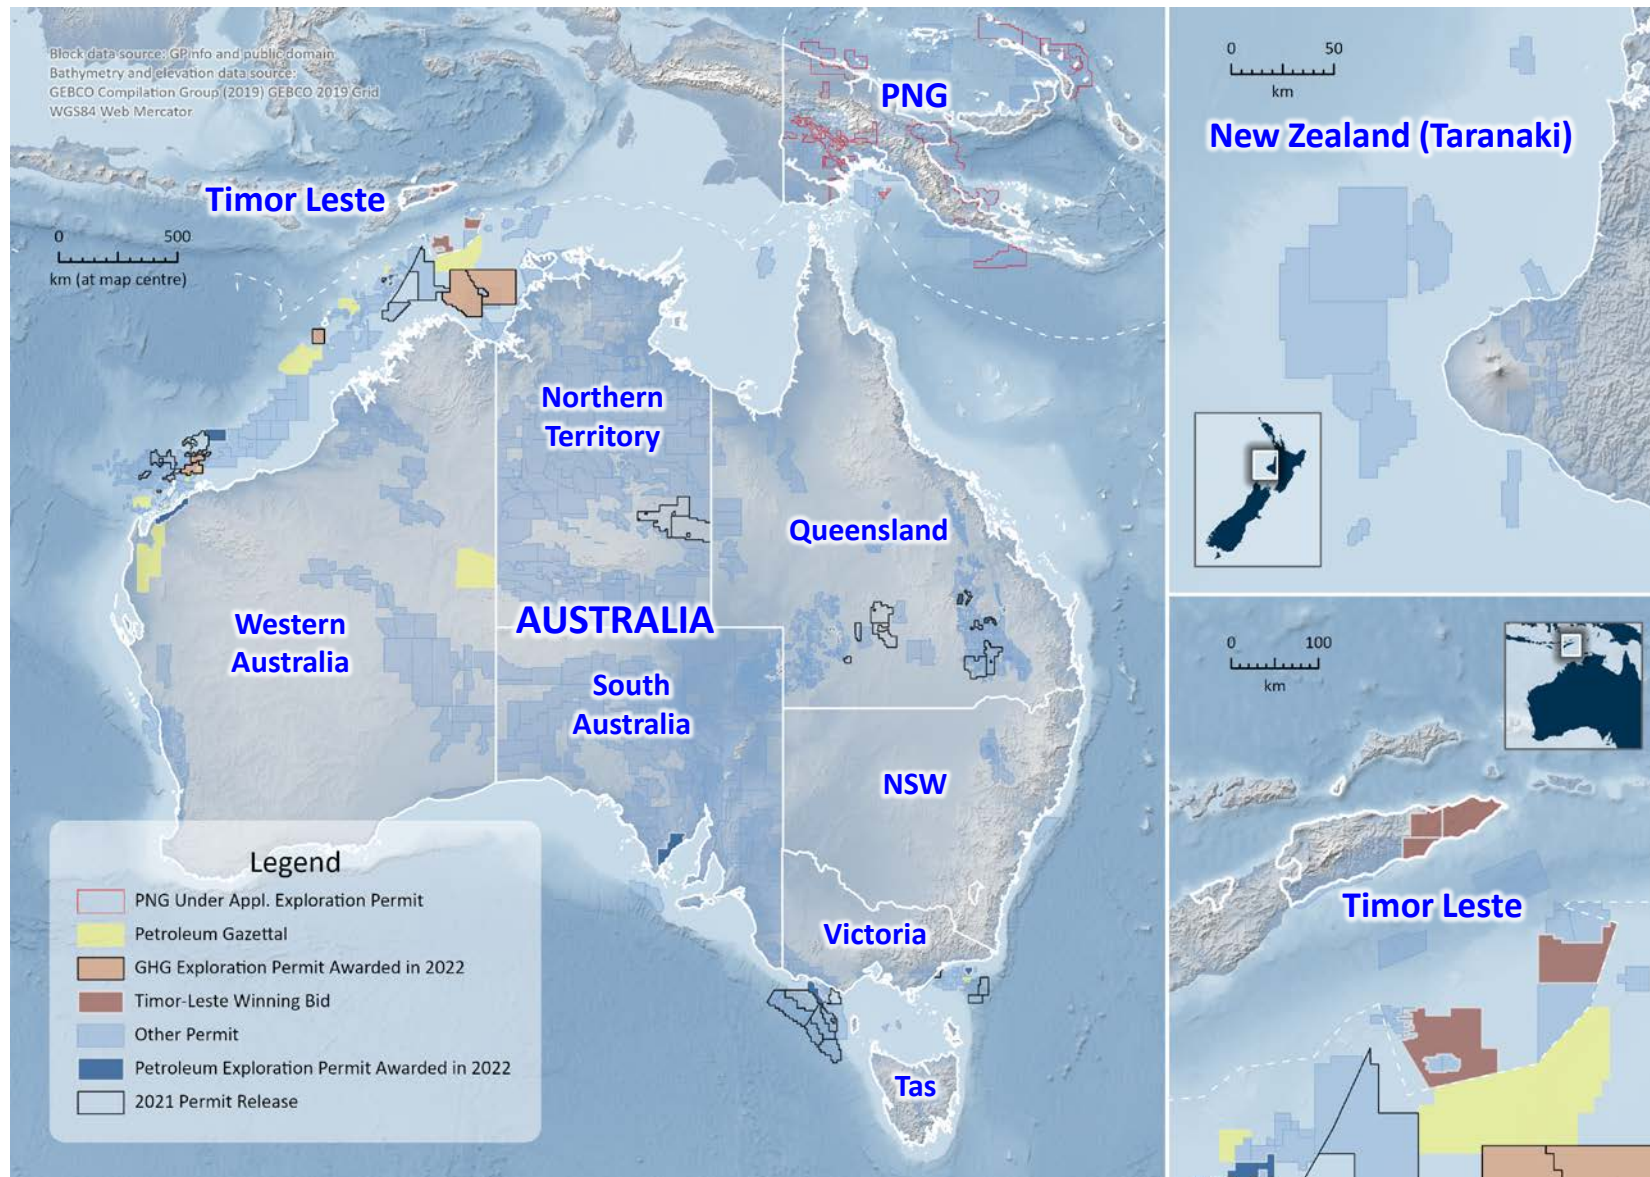 Block data source: GPinfo and public domain
Bathymetry and elevation data source:
GEBCO Compilation Group (2019) GEBCO 2019 Grid
WGS84 Web Mercator
PNG
Timor Leste
0 500
km (at map centre)
Northern
Territory
Queensland
AUSTRALIA
Western
Australia
South
Australia
NSW
Victoria
Tas
Legend
PNG Under Appl. Exploration Permit
Petroleum Gazettal
GHG Exploration Permit Awarded in 2022
Timor-Leste Winning Bid
Other Permit
Petroleum Exploration Permit Awarded in 2022
2021 Permit Release
0 50
km
New Zealand (Taranaki)
0 100
km
Timor Leste